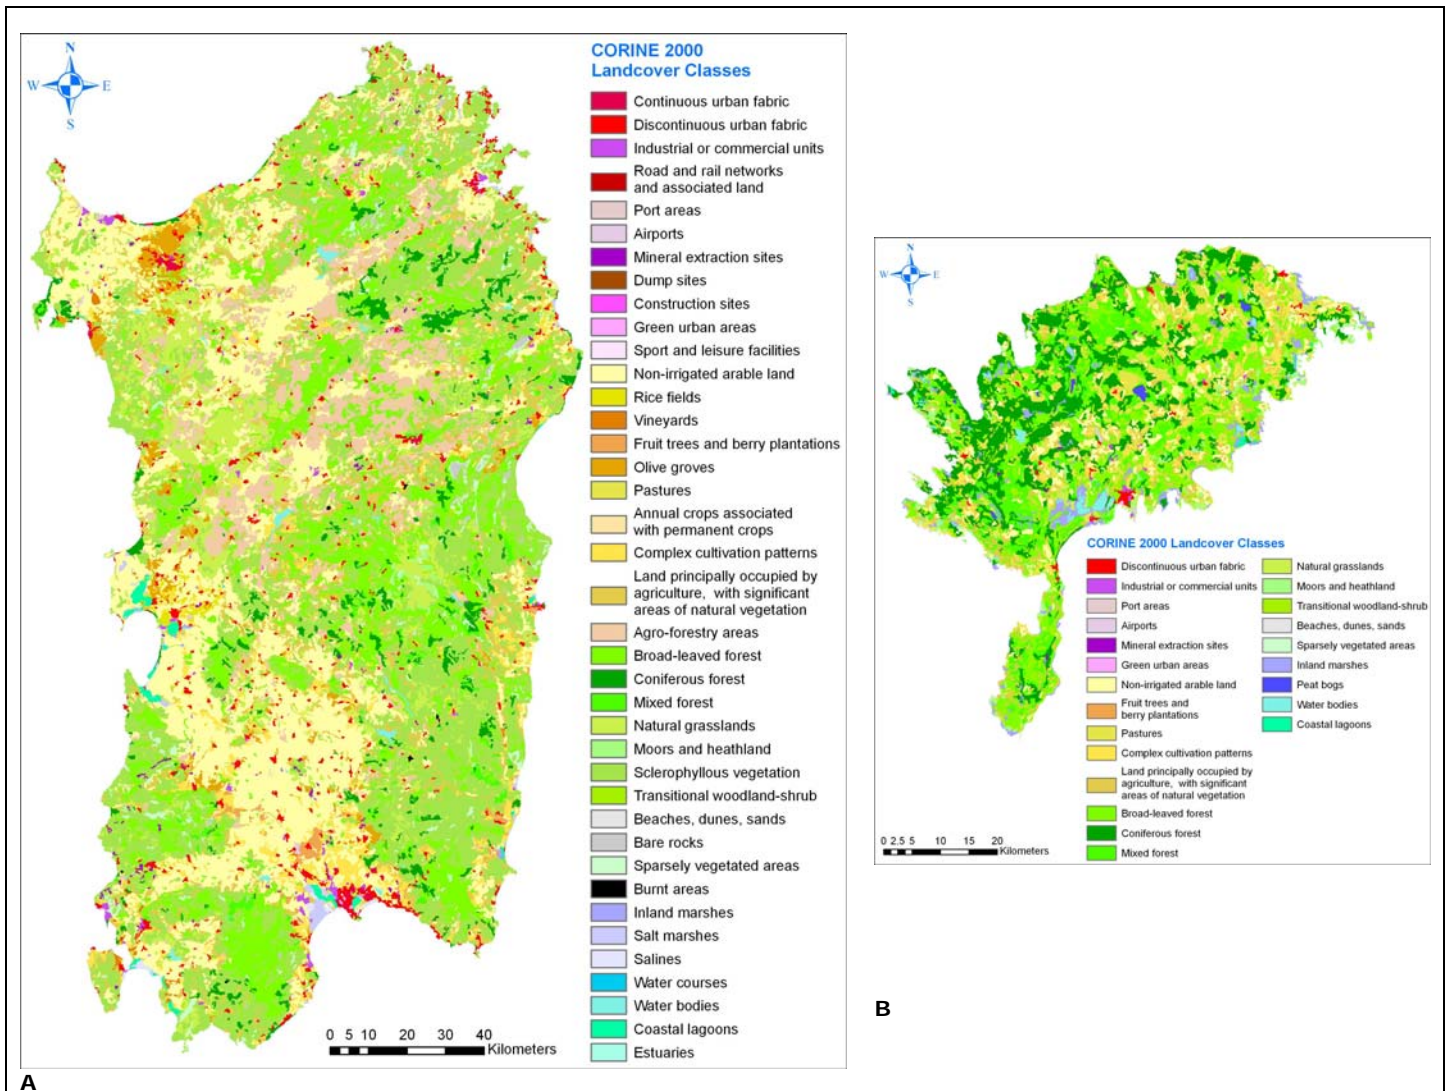 N
W
E
S
CORINE 2000
Landcover Classes
Continuous urban fabric
Discontinuous urban fabric
Industrial or commercial units
Road and rail networks
and associated land
Port areas
Airports
Mineral extraction sites
Dump sites
Construction sites
Green urban areas
Sport and leisure facilities
Non-irrigated arable land
Rice fields
Vineyards
Fruit trees and berry plantations
Olive groves
Pastures
Annual crops associated
with permanent crops
Complex cultivation patterns
Land principally occupied by
agriculture, with significant
areas of natural vegetation
Agro-forestry areas
Broad-leaved forest
Coniferous forest
Mixed forest
Natural grasslands
Moors and heathland
Sclerophyllous vegetation
Transitional woodland-shrub
Beaches, dunes, sands
Bare rocks
Sparsely vegetated areas
Burnt areas
Inland marshes
Salt marshes
Salines
Water courses
Water bodies
Coastal lagoons
Estuaries
0 5 10 20 30 40
Kilometers
A
N
W
E
S
CORINE 2000 Landcover Classes
Discontinuous urban fabric
Industrial or commercial units
Port areas
Airports
Mineral extraction sites
Green urban areas
Non-irrigated arable land
Fruit trees and
berry plantations
Pastures
Complex cultivation patterns
Land principally occupied by
agriculture, with significant
areas of natural vegetation
Broad-leaved forest
Coniferous forest
Mixed forest
Natural grasslands
Moors and heathland
Transitional woodland-shrub
Beaches, dunes, sands
Sparsely vegetated areas
Inland marshes
Peat bogs
Water bodies
Coastal lagoons
0 2,5 5 10 15 20
Kilometers
B